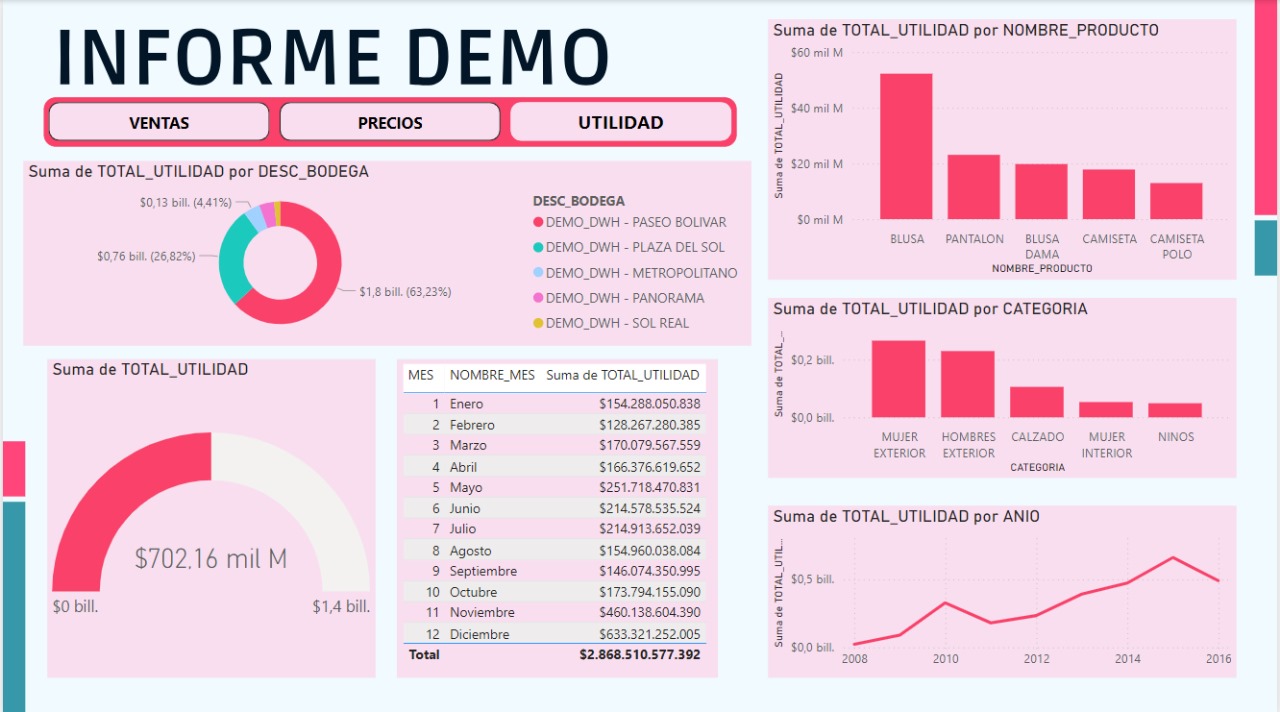 INFORME DEMO
VENTAS
PRECIOS
UTILIDAD
Suma de TOTAL_UTILIDAD por DESC_BODEGA
$0,13 bill. (4,41%)
$0,76 bill. (26,82%)
$1,8 bill. (63,23%)
DESC_BODEGA
DEMO_DWH - PASEO BOLIVAR
DEMO_DWH - PLAZA DEL SOL
DEMO_DWH - METROPOLITANO
DEMO_DWH - PANORAMA
DEMO_DWH - SOL REAL
Suma de TOTAL_UTILIDAD
$702,16 mil M
$0 bill.
$1,4 bill.
MES NOMBRE_MES Suma de TOTAL_UTILIDAD
1 Enero $154.288.050.838
2 Febrero $128.267.280.385
3 Marzo $170.079.567.559
4 Abril $166.376.619.652
5 Mayo $251.718.470.831
6 Junio $214.578.535.524
7 Julio $214.913.652.039
8 Agosto $154.960.038.084
9 Septiembre $146.074.350.995
10 Octubre $173.794.155.090
11 Noviembre $460.138.604.390
12 Diciembre $633.321.252.005
Total $2.868.510.577.392
Suma de TOTAL_UTILIDAD por NOMBRE_PRODUCTO
Suma de TOTAL_UTILIDAD
$60 mil M
$40 mil M
$20 mil M
$0 mil M
BLUSA
PANTALON
BLUSA
DAMA
CAMISETA
CAMISETA
POLO
NOMBRE_PRODUCTO
Suma de TOTAL_UTILIDAD por CATEGORIA
Suma de TOTAL_...
$0,2 bill.
$0,0 bill.
MUJER
EXTERIOR
HOMBRES
EXTERIOR
CALZADO
MUJER
INTERIOR
NINOS
CATEGORIA
Suma de TOTAL_UTILIDAD por ANIO
Suma de TOTAL_UTIL...
$0,5 bill.
$0,0 bill.
2008
2010
2012
2014
2016